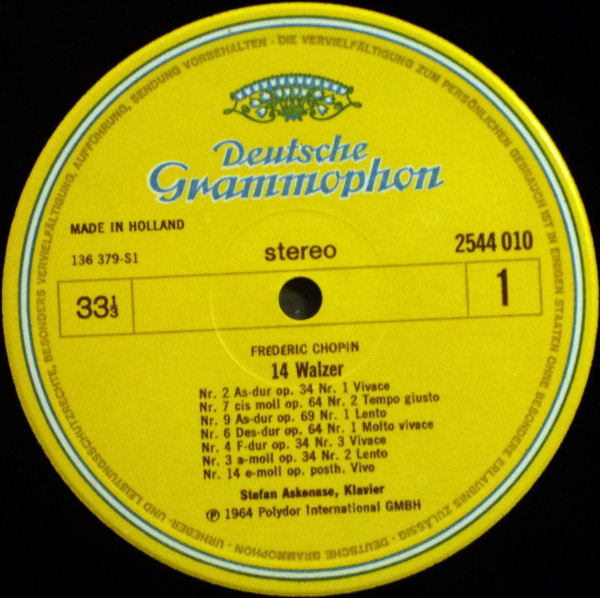 Deutsche
Grammophon
MADE IN HOLLAND
136 379-S1
stereo
2544 010
33⅓
1
FRÉDÉRIC CHOPIN
14 Walzer
Nr. 2 As-dur op. 34 Nr. 1 Vivace
Nr. 7 cis moll op. 64 Nr. 2 Tempo giusto
Nr. 9 As-dur op. 69 Nr. 1 Lento
Nr. 6 Des-dur op. 64 Nr. 1 Molto vivace
Nr. 4 F-dur op. 34 Nr. 3 Vivace
Nr. 3 a-moll op. 34 Nr. 2 Lento
Nr. 14 e-moll op. posth. Vivo
Stefan Askenase, Klavier
℗ 1964 Polydor International GMBH
DEUTSCHE GRAMMOPHON · URHEBER- UND LEISTUNGSSCHUTZRECHTE, BESONDERS VERVIELFÄLTIGUNG, AUFFÜHRUNG, SENDUNG VORBEHALTEN · DIE VERVIELFÄLTIGUNG ZUM PERSÖNLICHEN GEBRAUCH IST IN EINIGEN STAATEN OHNE BESONDERE ERLAUBNIS ZULÄSSIG ·